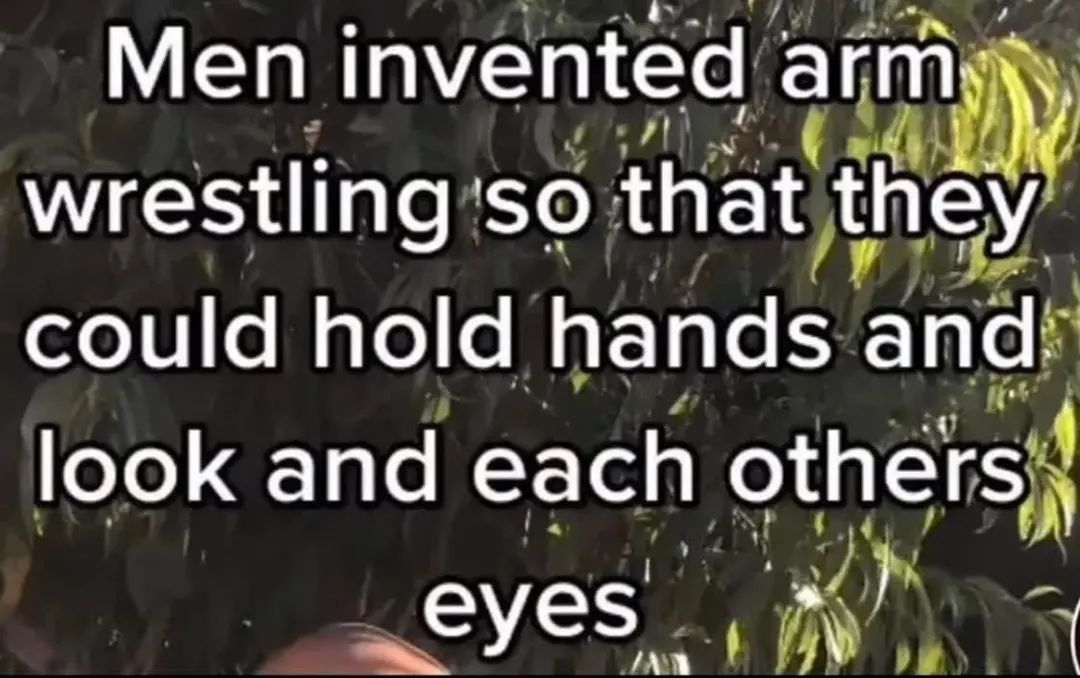 Men invented arm
wrestling so that they
could hold hands and
look and each others
eyes